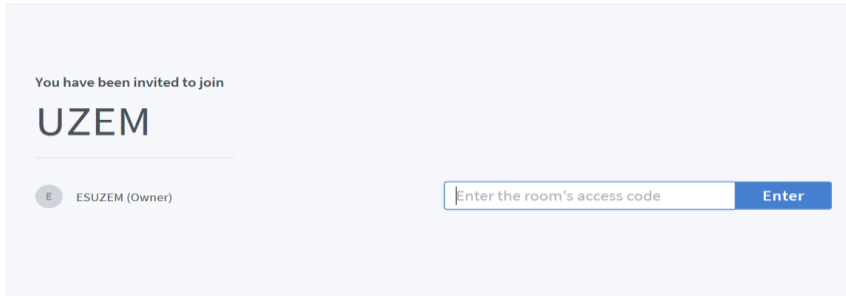 You have been invited to join
UZEM
E ESUZEM (Owner)
Enter the room's access code Enter